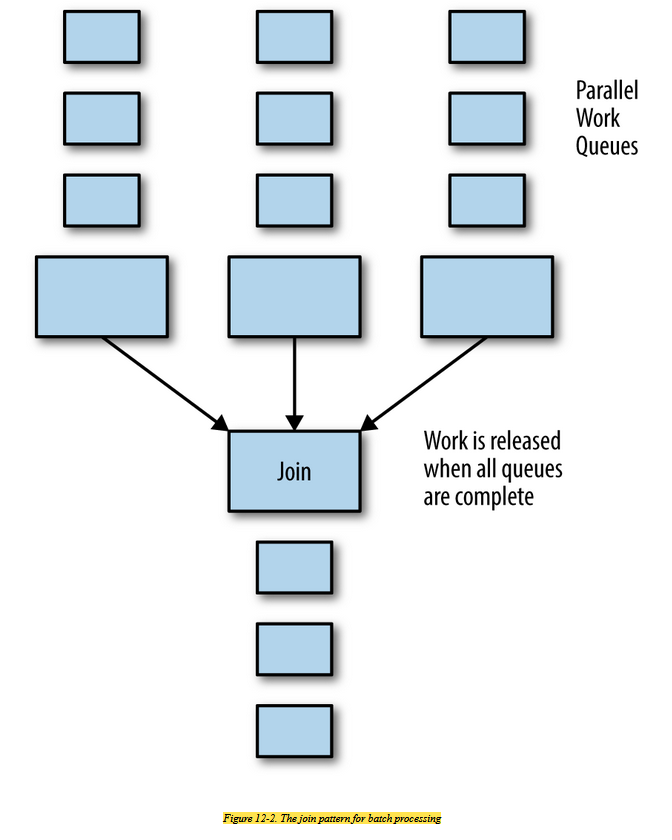 Parallel
Work
Queues
Join
Work is released
when all queues
are complete
Figure 12-2. The join pattern for batch processing